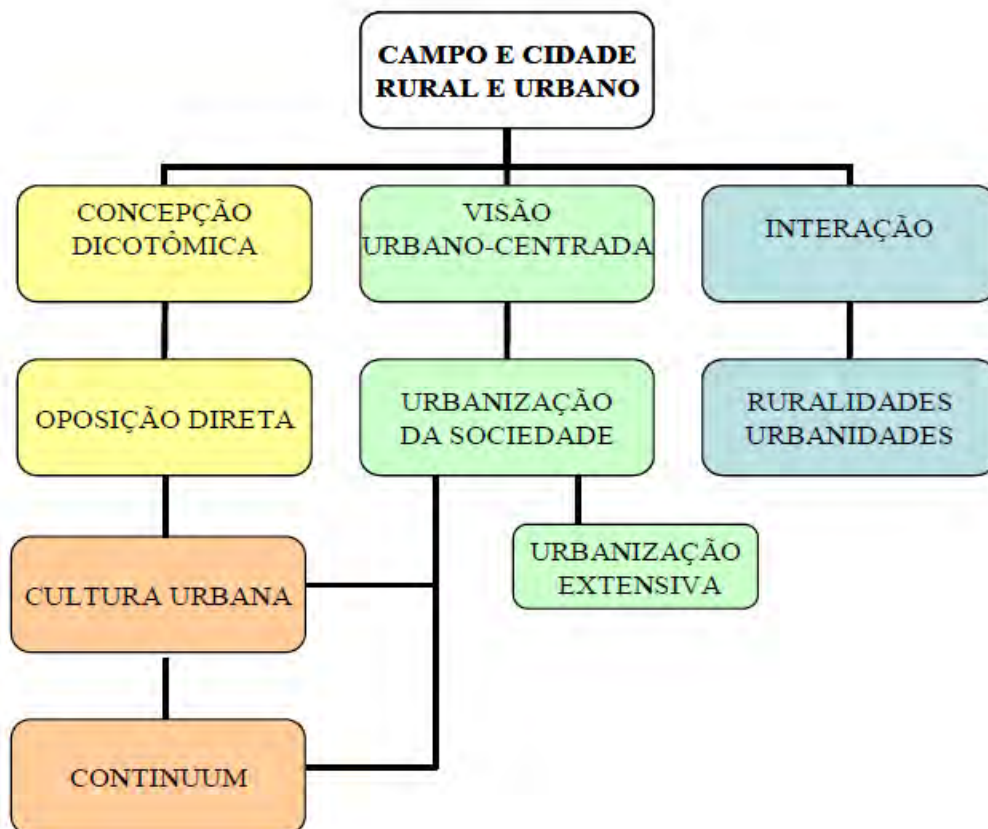 CAMPO E CIDADE
RURAL E URBANO
CONCEPÇÃO
DICOTÔMICA
VISÃO
URBANO-CENTRADA
INTERAÇÃO
OPOSIÇÃO DIRETA
URBANIZAÇÃO
DA SOCIEDADE
RURALIDADES
URBANIDADES
CULTURA URBANA
URBANIZAÇÃO
EXTENSIVA
CONTINUUM